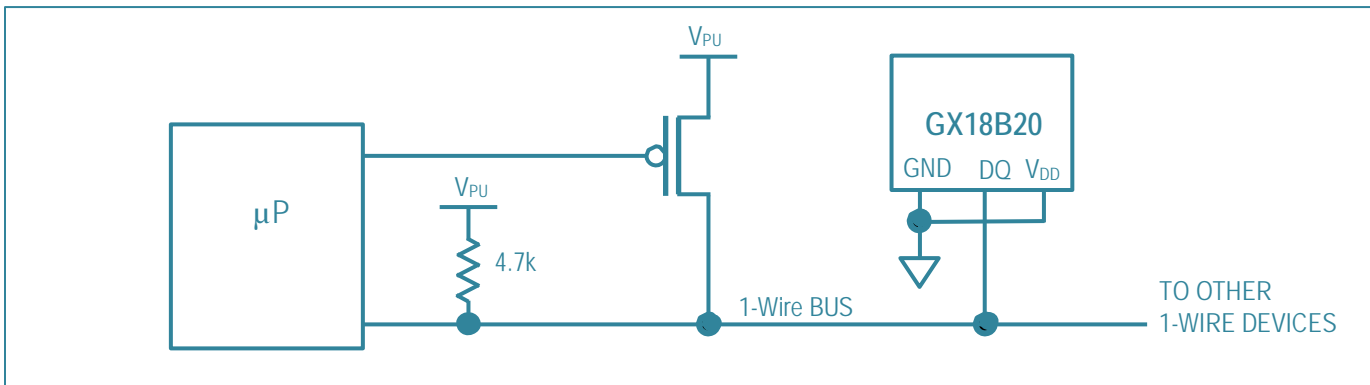 VPU
GX18B20
GND DQ VDD
VPU
μP
4.7k
1-Wire BUS
TO OTHER
1-WIRE DEVICES